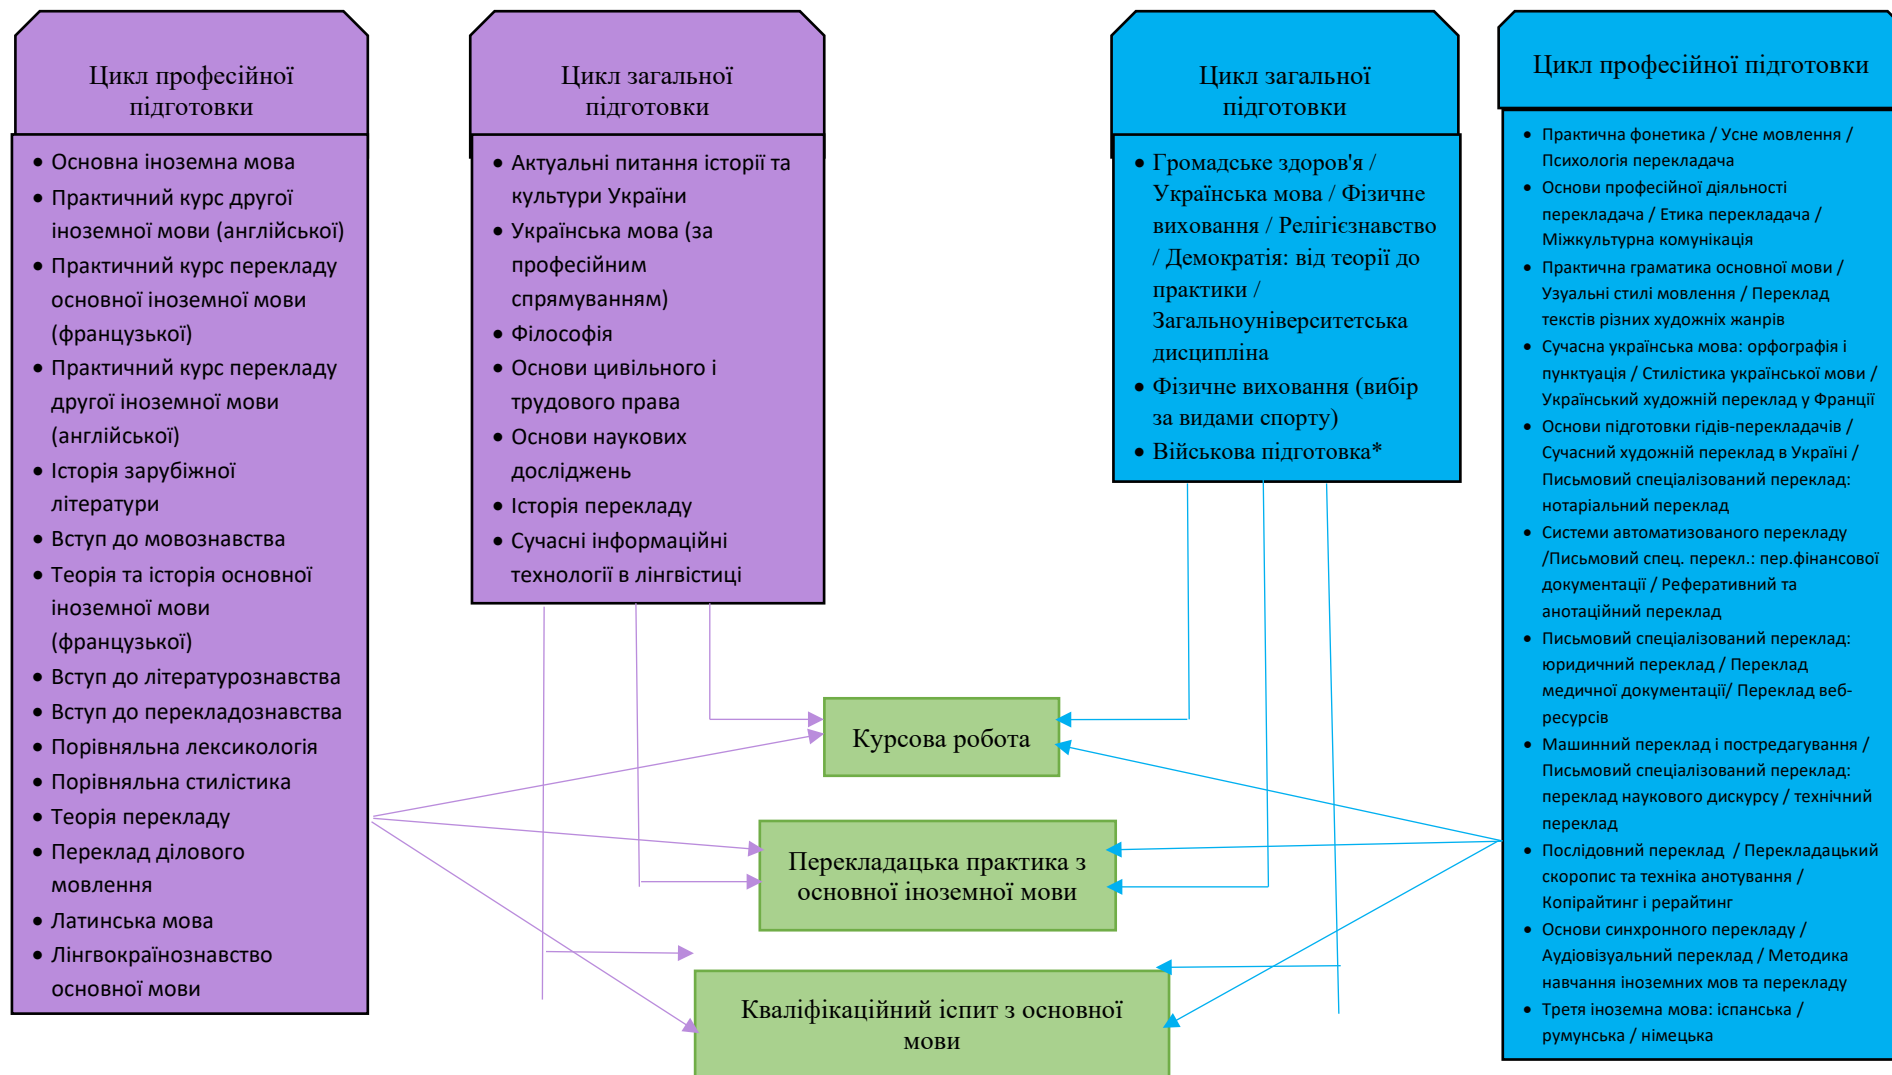 Цикл професійної
підготовки
• Основна іноземна мова
• Практичний курс другої
іноземної мови (англійської)
• Практичний курс перекладу
основної іноземної мови
(французької)
• Практичний курс перекладу
другої іноземної мови
(англійської)
• Історія зарубіжної
літератури
• Вступ до мовознавства
• Теорія та історія основної
іноземної мови
(французької)
• Вступ до літературознавства
• Вступ до перекладознавства
• Порівняльна лексикологія
• Порівняльна стилістика
• Теорія перекладу
• Переклад ділового
мовлення
• Латинська мова
• Лінгвокраїнознавство
основної мови
Цикл загальної
підготовки
• Актуальні питання історії та
культури України
• Українська мова (за
професійним
спрямуванням)
• Філософія
• Основи цивільного і
трудового права
• Основи наукових
досліджень
• Історія перекладу
• Сучасні інформаційні
технології в лінгвістиці
Цикл загальної
підготовки
• Громадське здоров'я /
Українська мова / Фізичне
виховання / Релігієзнавство
/ Демократія: від теорії до
практики /
Загальноуніверситетська
дисципліна
• Фізичне виховання (вибір
за видами спорту)
• Військова підготовка*
Цикл професійної підготовки
• Практична фонетика / Усне мовлення /
Психологія перекладача
• Основи професійної діяльності
перекладача / Етика перекладача /
Міжкультурна комунікація
• Практична граматика основної мови /
Узуальні стилі мовлення / Переклад
текстів різних художніх жанрів
• Сучасна українська мова: орфографія і
пунктуація / Стилістика української мови /
Український художній переклад у Франції
• Основи підготовки гідів-перекладачів /
Сучасний художній переклад в Україні /
Письмовий спеціалізований переклад:
нотаріальний переклад
• Системи автоматизованого перекладу
/Письмовий спец. перекл.: пер.фінансової
документації / Реферативний та
анотаційний переклад
• Письмовий спеціалізований переклад:
юридичний переклад / Переклад
медичної документації/ Переклад веб-
ресурсів
• Машинний переклад і постредагування /
Письмовий спеціалізований переклад:
переклад наукового дискурсу / технічний
переклад
• Послідовний переклад / Перекладацький
скоропис та техніка анотування /
Копірайтинг і рерайтинг
• Основи синхронного перекладу /
Аудіовізуальний переклад / Методика
навчання іноземних мов та перекладу
• Третя іноземна мова: іспанська /
румунська / німецька
Курсова робота
Перекладацька практика з
основної іноземної мови
Кваліфікаційний іспит з основної
мови